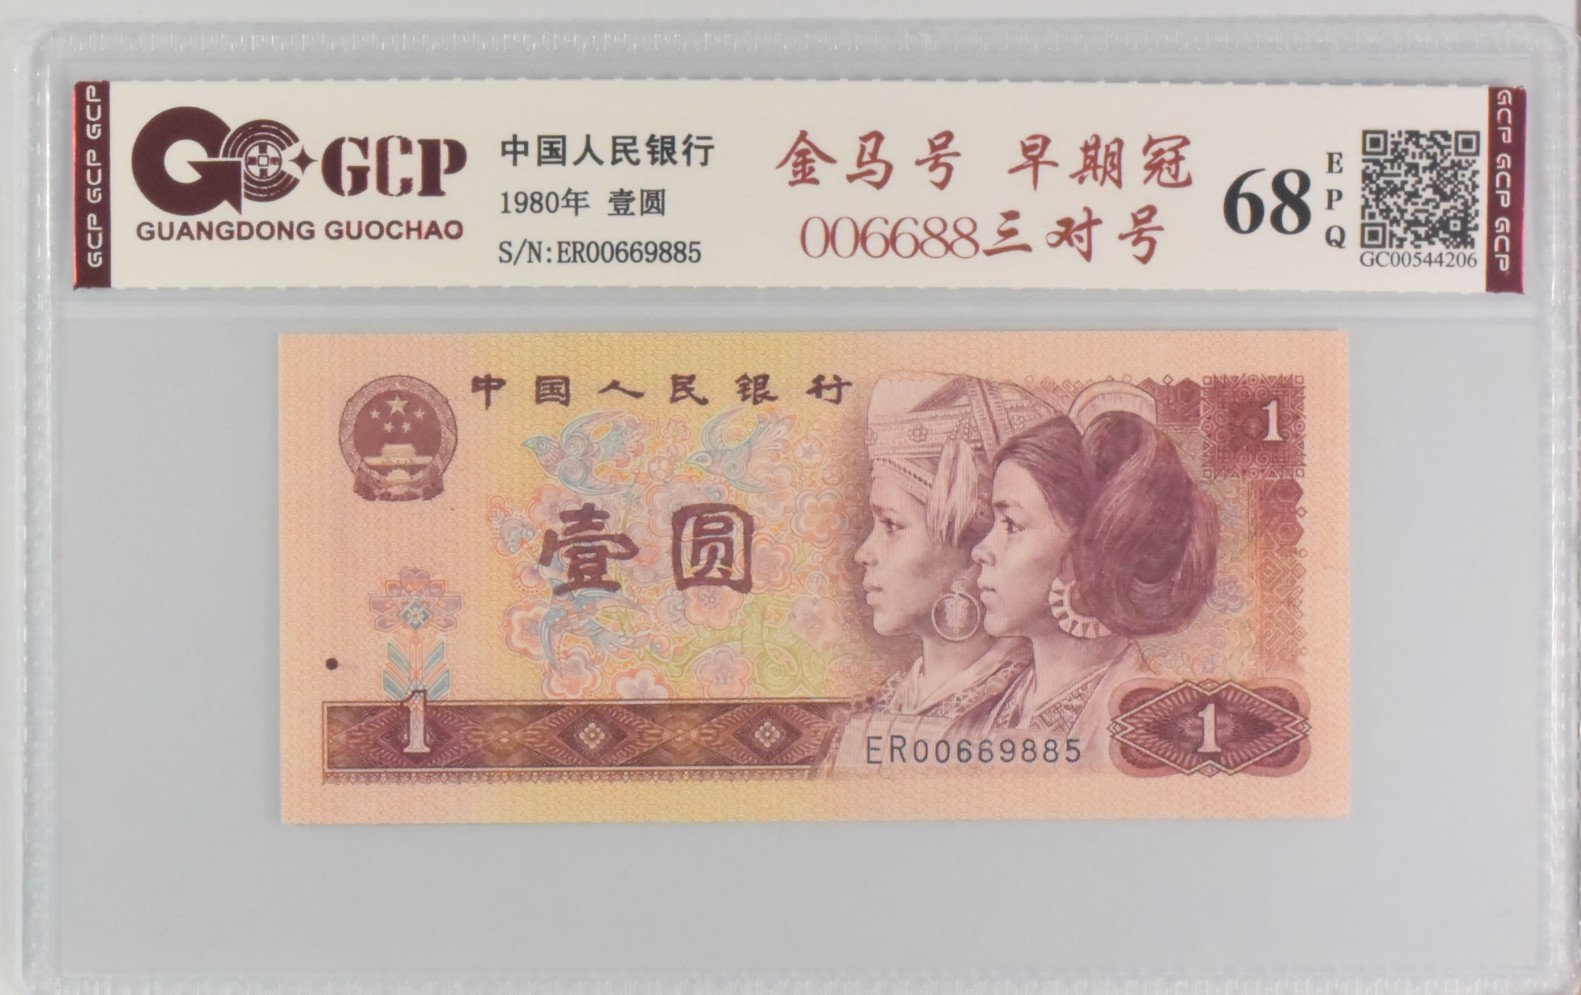 GCP GCP GCP
GCP
GUANGDONG GUOCHAO
中国人民银行
1980年 壹圆
S/N:ER00669885
金马号 早期冠
006688三对号
68
EPQ
GC00544206
GCP GCP GCP
中国人民银行
1
壹圆
1
ER00669885
1